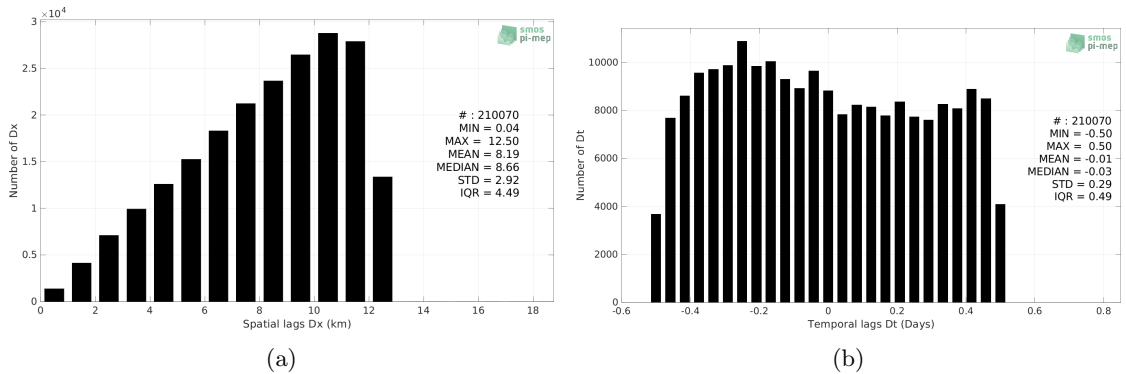 3 ×10⁴
2.5
2
1.5
1
0.5
0
Number of Dx
smos
pi-mep
# : 210070
MIN = 0.04
MAX = 12.50
MEAN = 8.19
MEDIAN = 8.66
STD = 2.92
IQR = 4.49
0 2 4 6 8 10 12 14 16 18
Spatial lags Dx (km)
(a)
10000
8000
6000
4000
2000
0
Number of Dt
smos
pi-mep
# : 210070
MIN = -0.50
MAX = 0.50
MEAN = -0.01
MEDIAN = -0.03
STD = 0.29
IQR = 0.49
-0.6 -0.4 -0.2 0 0.2 0.4 0.6 0.8
Temporal lags Dt (Days)
(b)